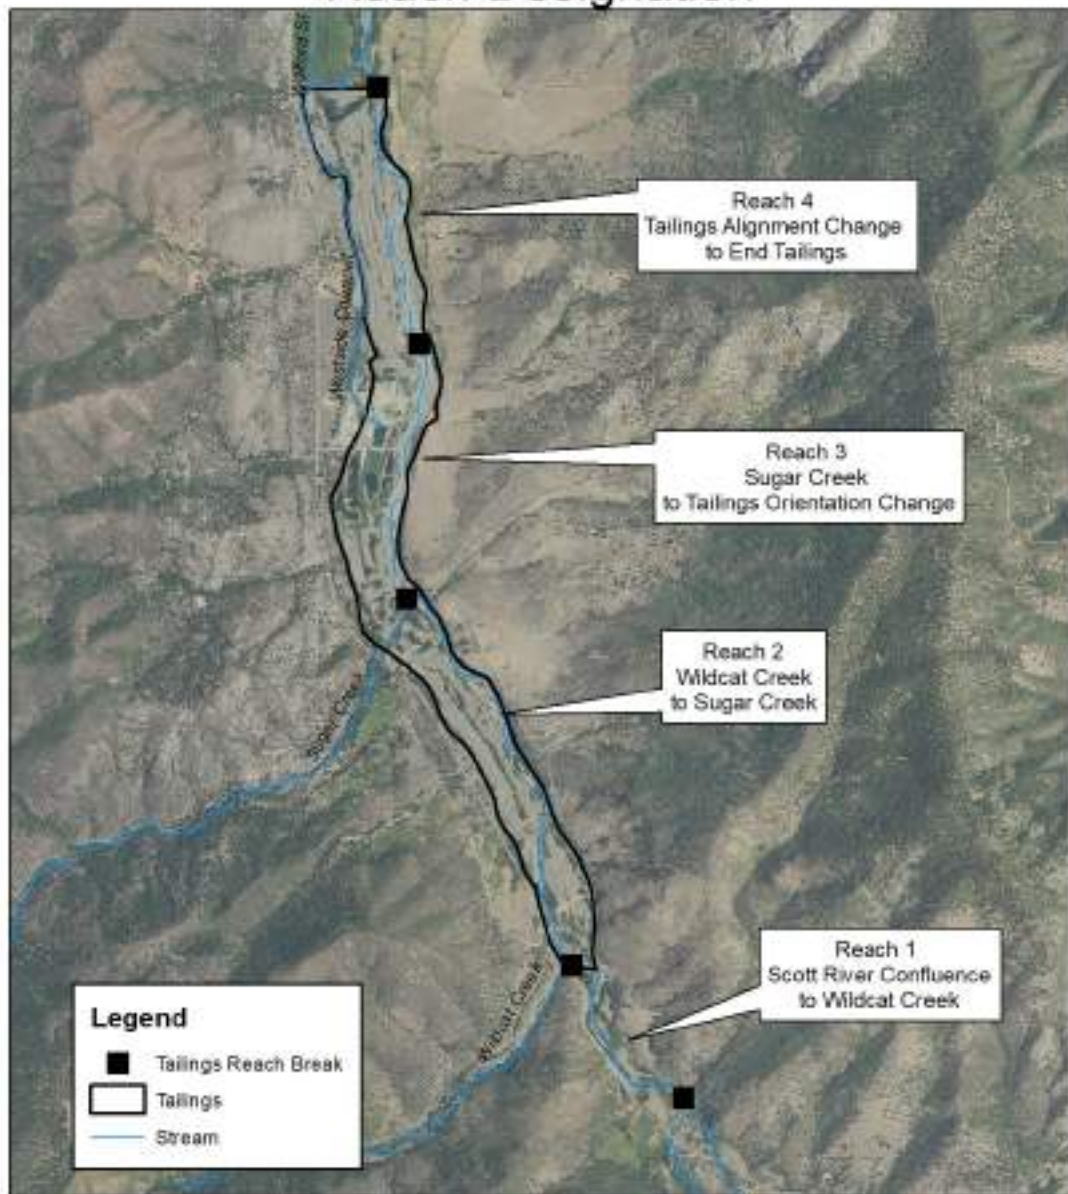 Reach 4
Tailings Alignment Change
to End Tailings
Reach 3
Sugar Creek
to Tailings Orientation Change
Reach 2
Wildcat Creek
to Sugar Creek
Sugar Creek
Reach 1
Scott River Confluence
to Wildcat Creek
Wildcat Creek
Legend
Tailings Reach Break
Tailings
Stream